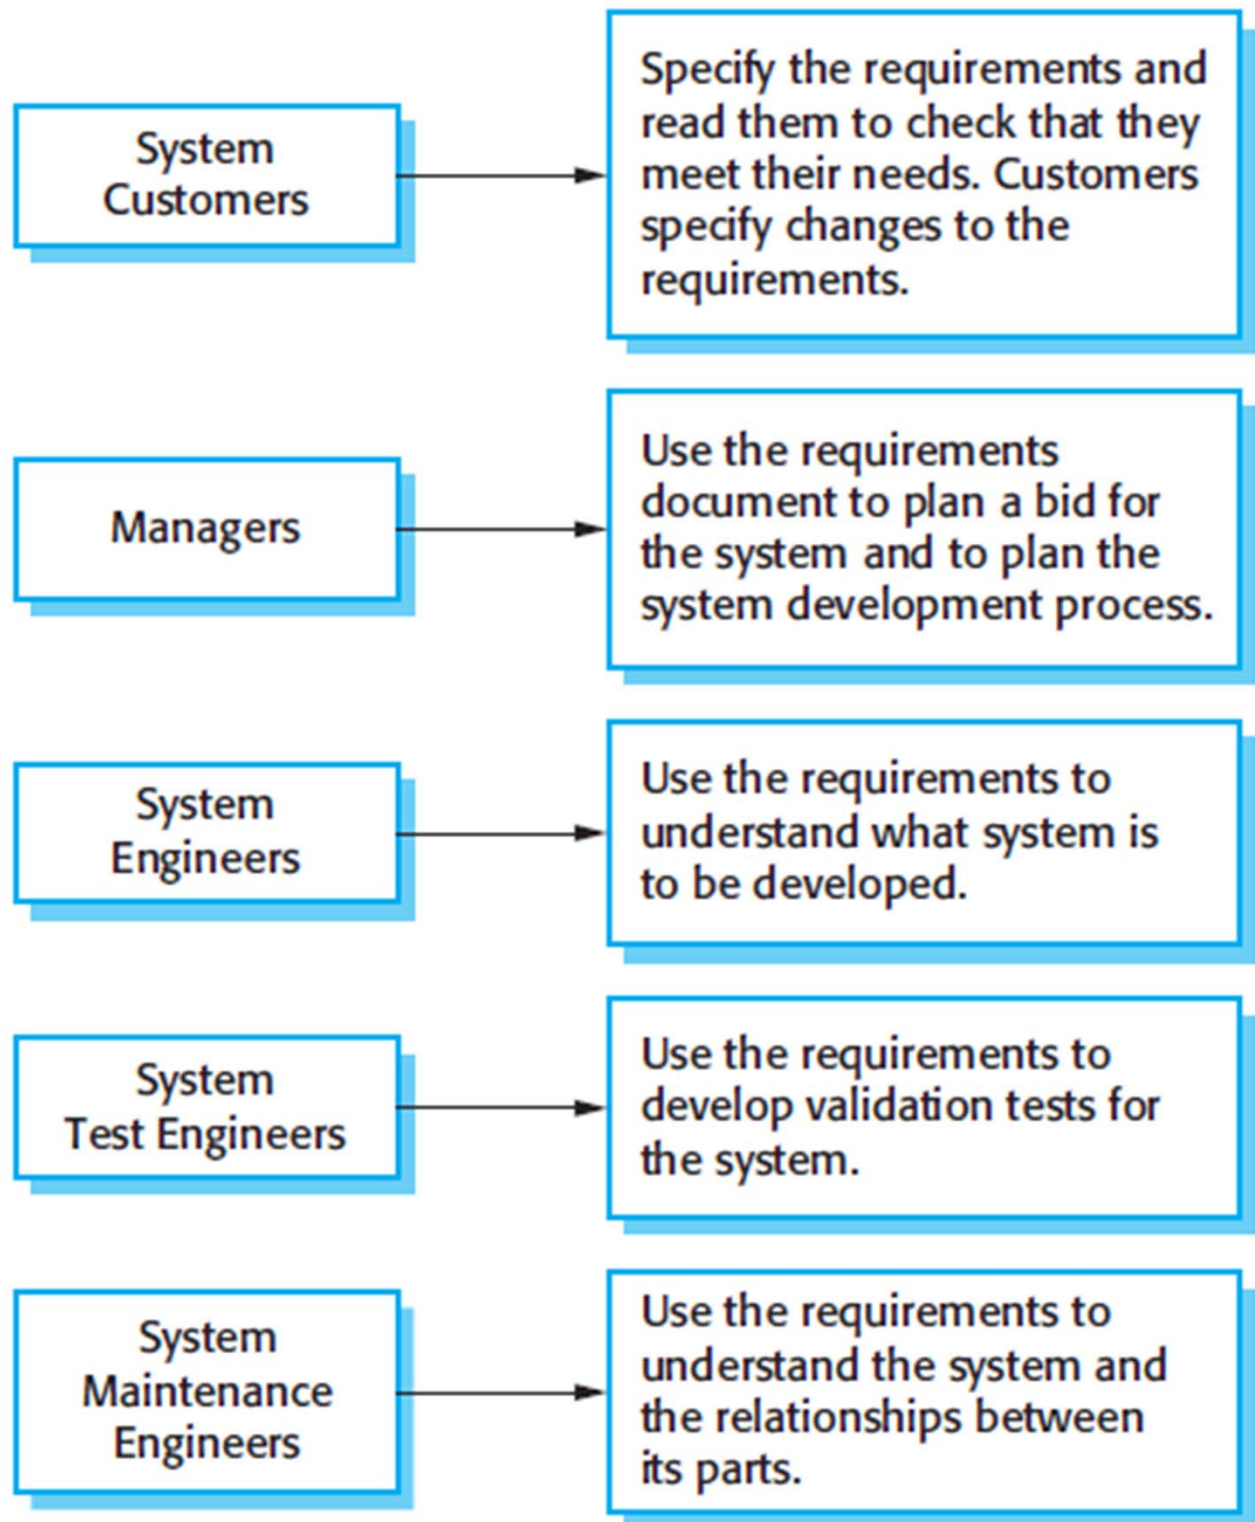 System
Customers
Specify the requirements and
read them to check that they
meet their needs. Customers
specify changes to the
requirements.
Managers
Use the requirements
document to plan a bid for
the system and to plan the
system development process.
System
Engineers
Use the requirements to
understand what system is
to be developed.
System
Test Engineers
Use the requirements to
develop validation tests for
the system.
System
Maintenance
Engineers
Use the requirements to
understand the system and
the relationships between
its parts.